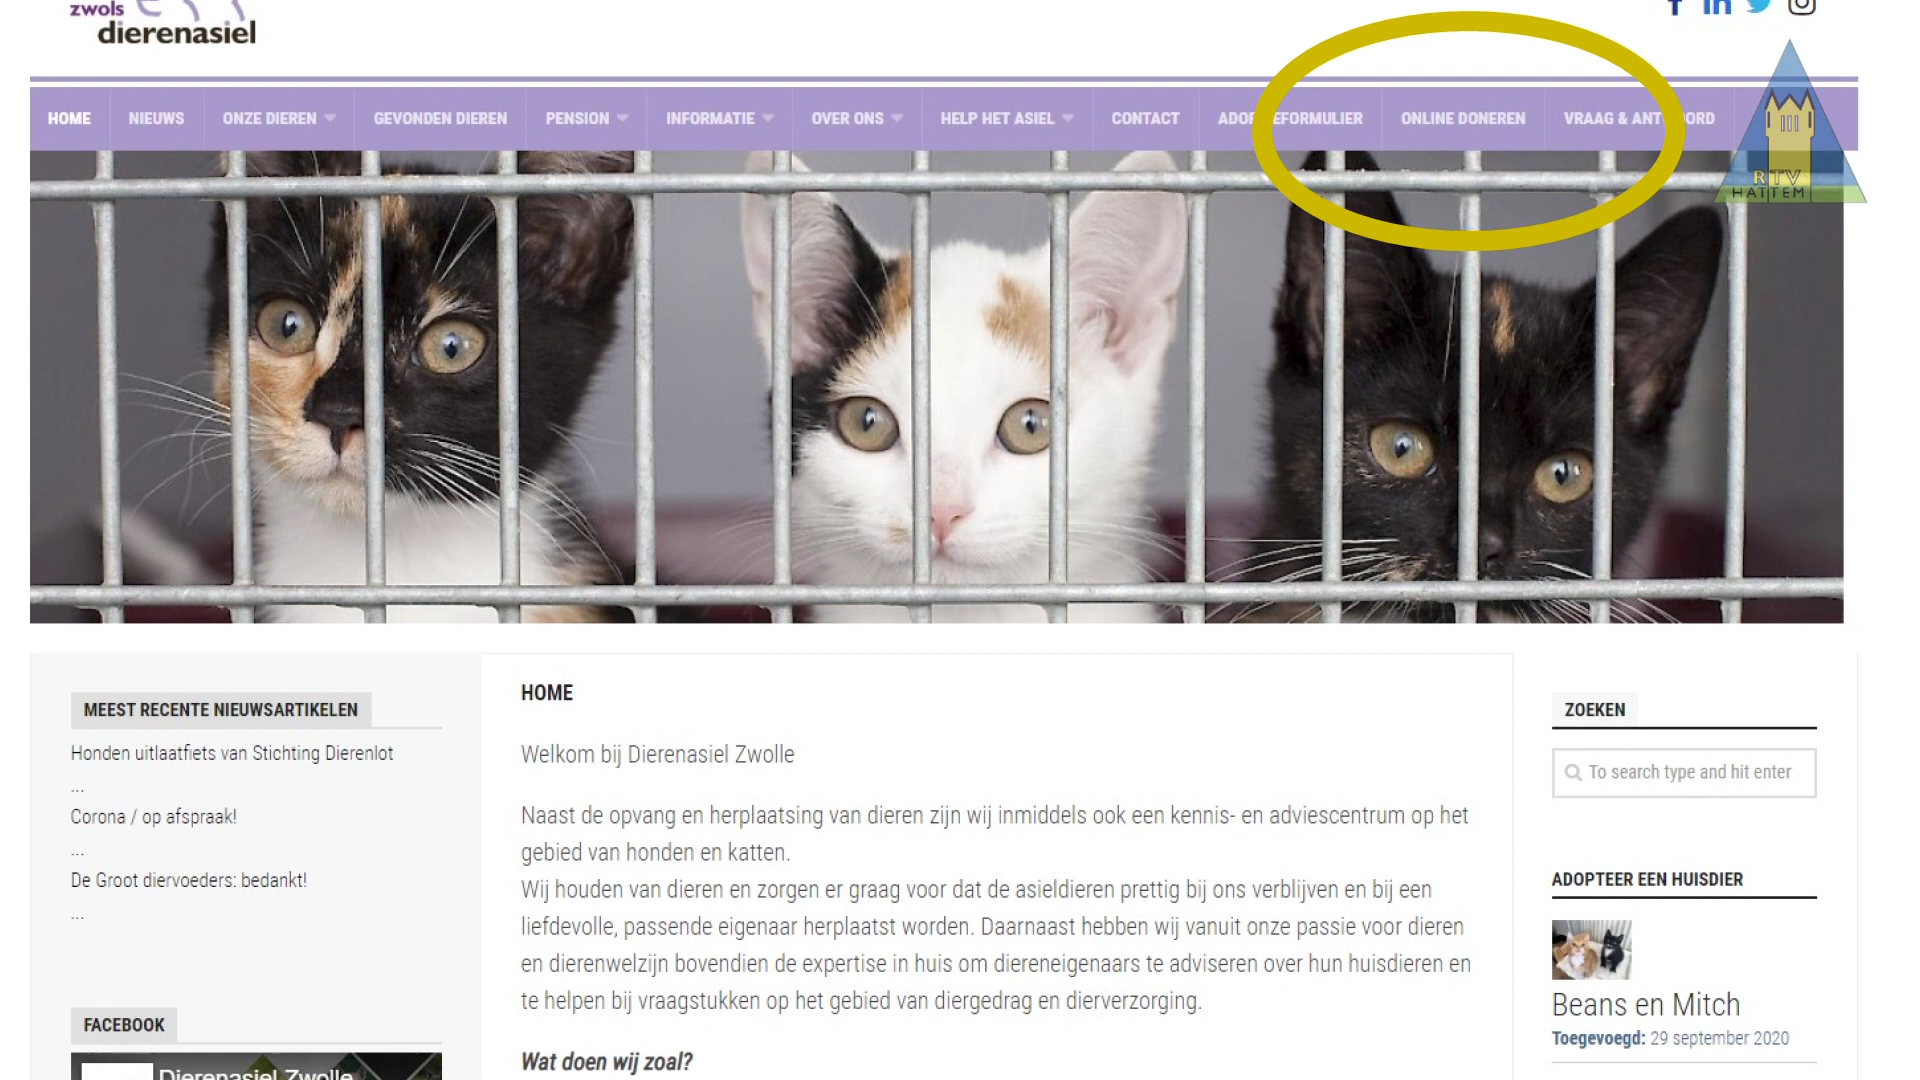 zwols
dierenasiel
HOME NIEUWS ONZE DIEREN GEVONDEN DIEREN PENSION INFORMATIE OVER ONS HELP HET ASIEL CONTACT ONLINE DONEREN VRAAG &
RTV
HATTEM
MEEST RECENTE NIEUWSARTIKELEN
Honden uitlaatfiets van Stichting Dierenlot
...
Corona / op afspraak!
...
De Groot diervoeders: bedankt!
...
FACEBOOK
Dierenasiel Zwolle
HOME
Welkom bij Dierenasiel Zwolle
Naast de opvang en herplaatsing van dieren zijn wij inmiddels ook een kennis- en adviescentrum op het
gebied van honden en katten.
Wij houden van dieren en zorgen er graag voor dat de asieldieren prettig bij ons verblijven en bij een
liefdevolle, passende eigenaar herplaatst worden. Daarnaast hebben wij vanuit onze passie voor dieren
en dierenwelzijn bovendien de expertise in huis om diereneigenaars te adviseren over hun huisdieren en
te helpen bij vraagstukken op het gebied van diergedrag en dierverzorging.
Wat doen wij zoal?
ZOEKEN
To search type and hit enter
ADOPTEER EEN HUISDIER
Beans en Mitch
Toegevoegd: 29 september 2020